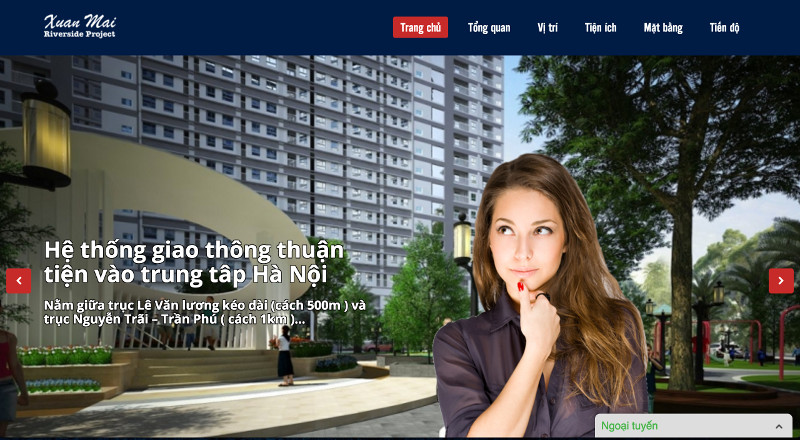 Xuan Mai
Riverside Project
Trang chủ
Tổng quan
Vị trí
Tiện ích
Mặt bằng
Tiến độ
Hệ thống giao thông thuận
tiện vào trung tâp Hà Nội
Nằm giữa trục Lê Văn lương kéo dài (cách 500m ) và
trục Nguyễn Trãi – Trần Phú ( cách 1km )...
Ngoại tuyến